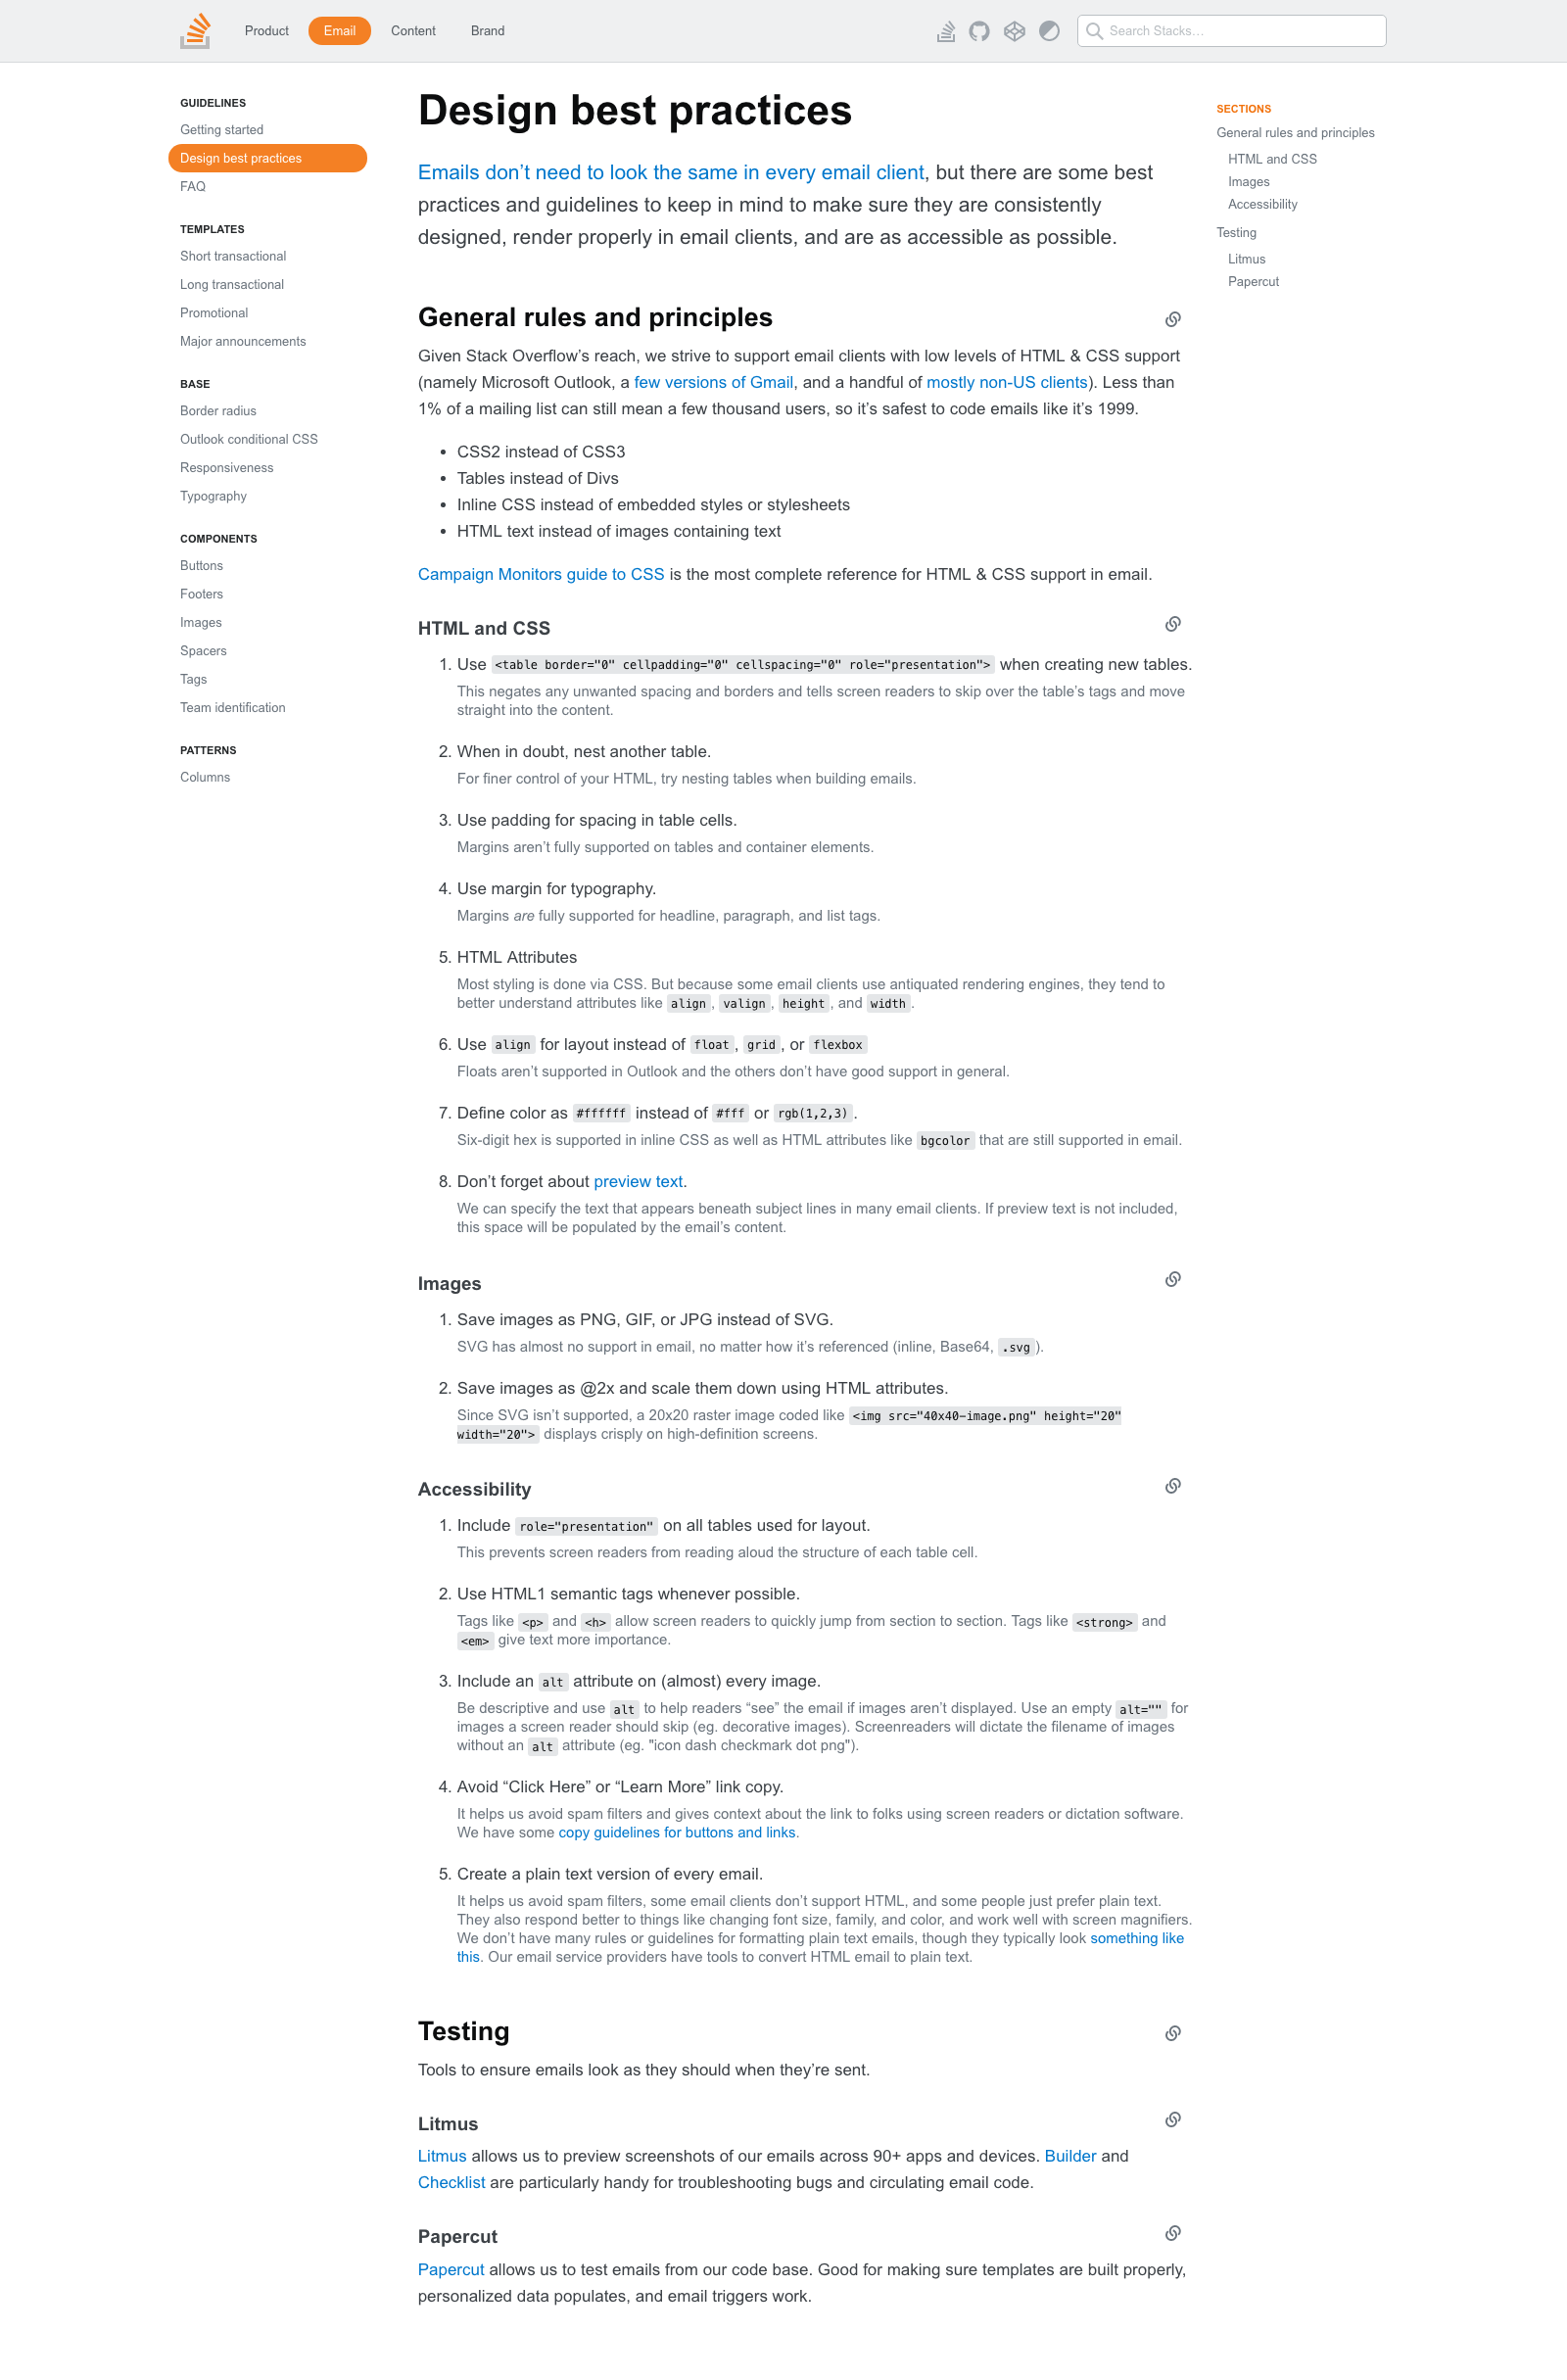 Product Email Content Brand
Search Stacks…
GUIDELINES
Getting started
Design best practices
FAQ
TEMPLATES
Short transactional
Long transactional
Promotional
Major announcements
BASE
Border radius
Outlook conditional CSS
Responsiveness
Typography
COMPONENTS
Buttons
Footers
Images
Spacers
Tags
Team identification
PATTERNS
Columns
Design best practices
Emails don’t need to look the same in every email client, but there are some best
practices and guidelines to keep in mind to make sure they are consistently
designed, render properly in email clients, and are as accessible as possible.
General rules and principles
Given Stack Overflow’s reach, we strive to support email clients with low levels of HTML & CSS support
(namely Microsoft Outlook, a few versions of Gmail, and a handful of mostly non-US clients). Less than
1% of a mailing list can still mean a few thousand users, so it’s safest to code emails like it’s 1999.
• CSS2 instead of CSS3
• Tables instead of Divs
• Inline CSS instead of embedded styles or stylesheets
• HTML text instead of images containing text
Campaign Monitors guide to CSS is the most complete reference for HTML & CSS support in email.
HTML and CSS
1. Use <table border="0" cellpadding="0" cellspacing="0" role="presentation"> when creating new tables.
This negates any unwanted spacing and borders and tells screen readers to skip over the table’s tags and move
straight into the content.
2. When in doubt, nest another table.
For finer control of your HTML, try nesting tables when building emails.
3. Use padding for spacing in table cells.
Margins aren’t fully supported on tables and container elements.
4. Use margin for typography.
Margins are fully supported for headline, paragraph, and list tags.
5. HTML Attributes
Most styling is done via CSS. But because some email clients use antiquated rendering engines, they tend to
better understand attributes like align, valign, height, and width.
6. Use align for layout instead of float, grid, or flexbox
Floats aren’t supported in Outlook and the others don’t have good support in general.
7. Define color as #ffffff instead of #fff or rgb(1,2,3).
Six-digit hex is supported in inline CSS as well as HTML attributes like bgcolor that are still supported in email.
8. Don’t forget about preview text.
We can specify the text that appears beneath subject lines in many email clients. If preview text is not included,
this space will be populated by the email’s content.
Images
1. Save images as PNG, GIF, or JPG instead of SVG.
SVG has almost no support in email, no matter how it’s referenced (inline, Base64, .svg).
2. Save images as @2x and scale them down using HTML attributes.
Since SVG isn’t supported, a 20x20 raster image coded like <img src="40x40-image.png" height="20"
width="20"> displays crisply on high-definition screens.
Accessibility
1. Include role="presentation" on all tables used for layout.
This prevents screen readers from reading aloud the structure of each table cell.
2. Use HTML1 semantic tags whenever possible.
Tags like <p> and <h> allow screen readers to quickly jump from section to section. Tags like <strong> and
<em> give text more importance.
3. Include an alt attribute on (almost) every image.
Be descriptive and use alt to help readers “see” the email if images aren’t displayed. Use an empty alt="" for
images a screen reader should skip (eg. decorative images). Screenreaders will dictate the filename of images
without an alt attribute (eg. "icon dash checkmark dot png").
4. Avoid “Click Here” or “Learn More” link copy.
It helps us avoid spam filters and gives context about the link to folks using screen readers or dictation software.
We have some copy guidelines for buttons and links.
5. Create a plain text version of every email.
It helps us avoid spam filters, some email clients don’t support HTML, and some people just prefer plain text.
They also respond better to things like changing font size, family, and color, and work well with screen magnifiers.
We don’t have many rules or guidelines for formatting plain text emails, though they typically look something like
this. Our email service providers have tools to convert HTML email to plain text.
Testing
Tools to ensure emails look as they should when they’re sent.
Litmus
Litmus allows us to preview screenshots of our emails across 90+ apps and devices. Builder and
Checklist are particularly handy for troubleshooting bugs and circulating email code.
Papercut
Papercut allows us to test emails from our code base. Good for making sure templates are built properly,
personalized data populates, and email triggers work.
SECTIONS
General rules and principles
HTML and CSS
Images
Accessibility
Testing
Litmus
Papercut